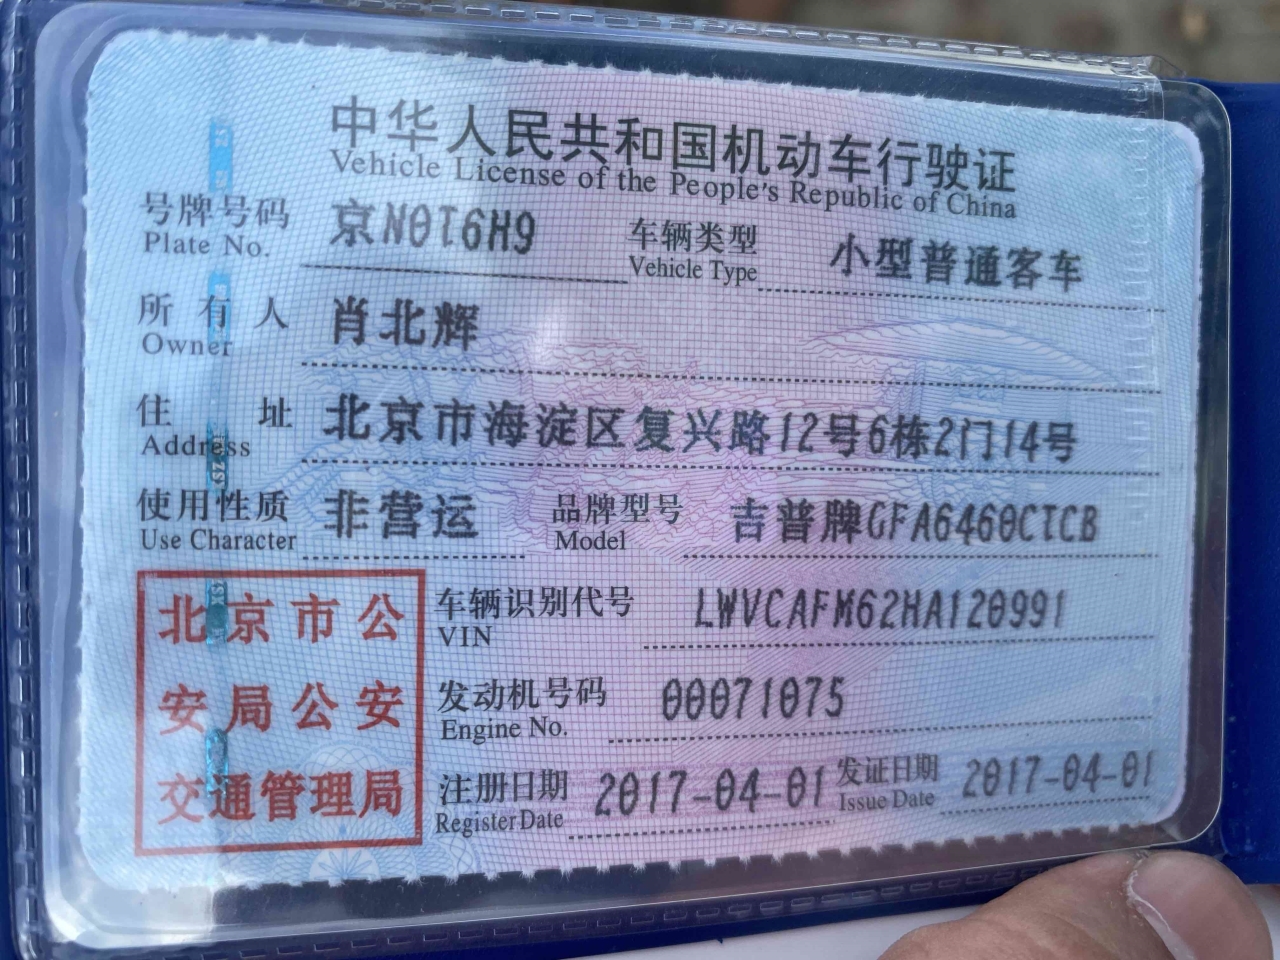 中华人民共和国机动车行驶证
Vehicle License of the People's Republic of China
号牌号码 京N0T6H9 车辆类型 小型普通客车
Plate No. Vehicle Type
所有人 肖北辉
Owner
住址 北京市海淀区复兴路12号6栋2门14号
Address
使用性质 非营运 品牌型号 吉普牌GFA6460CTCB
Use Character Model
北京市公
安局公安
交通管理局
车辆识别代号 LWVCAFM62HA120991
VIN
发动机号码 00071075
Engine No.
注册日期 2017-04-01 发证日期 2017-04-01
Register Date Issue Date